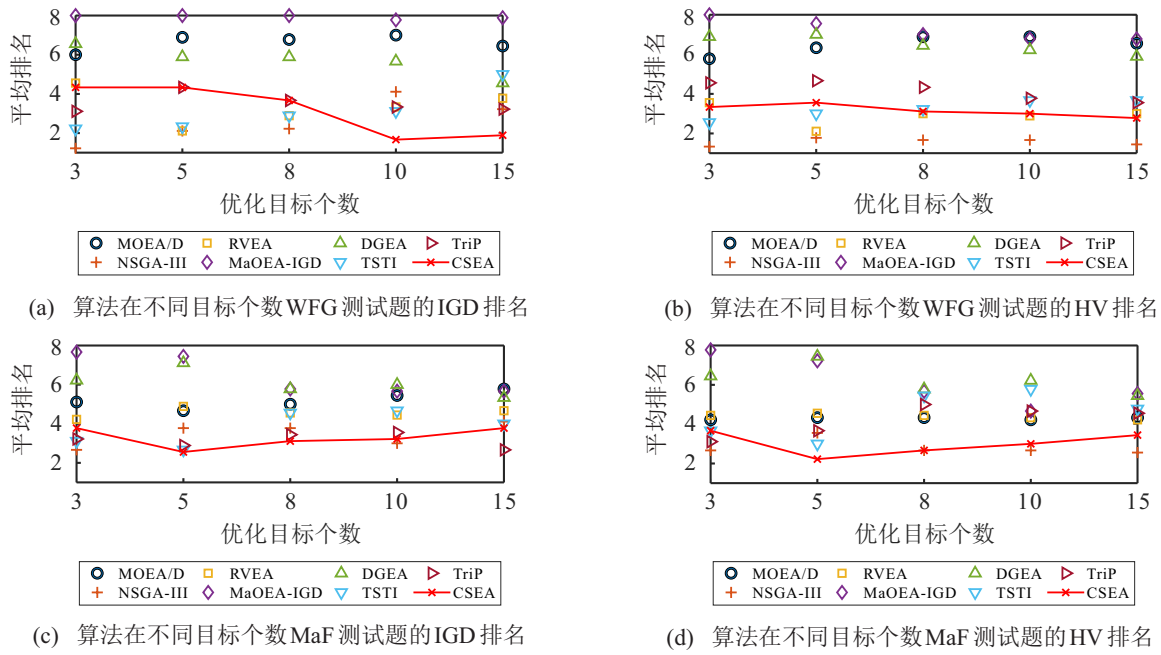 8
6
4
2
平均排名
3 5 8 10 15
优化目标个数
MOEA/D RVEA DGEA TriP
NSGA-III MaOEA-IGD TSTI CSEA
(a) 算法在不同目标个数WFG测试题的IGD排名
8
6
4
2
平均排名
3 5 8 10 15
优化目标个数
MOEA/D RVEA DGEA TriP
NSGA-III MaOEA-IGD TSTI CSEA
(b) 算法在不同目标个数WFG测试题的HV排名
8
6
4
2
平均排名
3 5 8 10 15
优化目标个数
MOEA/D RVEA DGEA TriP
NSGA-III MaOEA-IGD TSTI CSEA
(c) 算法在不同目标个数MaF测试题的IGD排名
8
6
4
2
平均排名
3 5 8 10 15
优化目标个数
MOEA/D RVEA DGEA TriP
NSGA-III MaOEA-IGD TSTI CSEA
(d) 算法在不同目标个数MaF测试题的HV排名